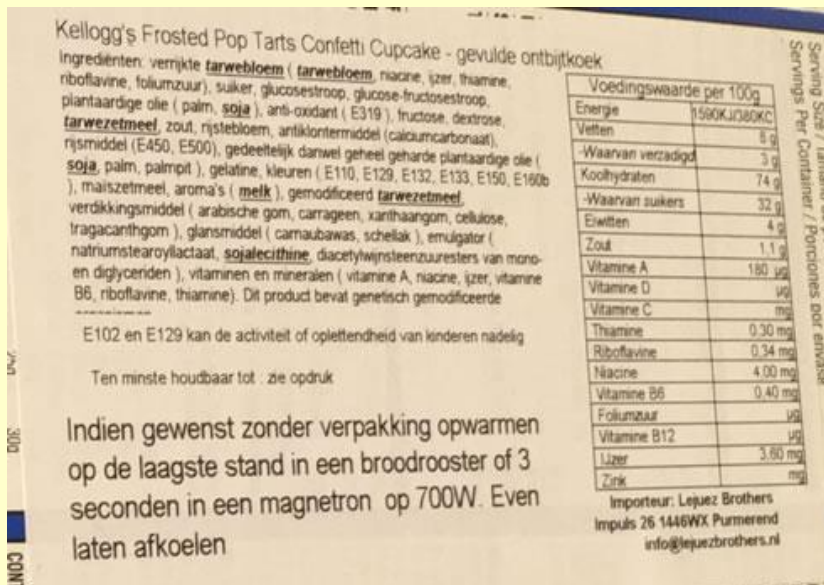 Kellogg's Frosted Pop Tarts Confetti Cupcake - gevulde ontbijtkoek
Ingrediënten: verrijkte tarwebloem ( tarwebloem, niacine, ijzer, thiamine,
riboflavine, foliumzuur), suiker, glucosestroop, glucose-fructosestroop,
plantaardige olie ( palm, soja ), anti-oxidant ( E319 ), fructose, dextrose,
tarwezetmeel, zout, rijstebloem, antiklontermiddel (calciumcarbonaat),
rijsmiddel (E450, E500), gedeeltelijk danwel geheel geharde plantaardige olie (
soja, palm, palmpit ), gelatine, kleuren ( E110, E129, E132, E133, E150, E160b
), maiszetmeel, aroma's ( melk ), gemodificeerd tarwezetmeel,
verdikkingsmiddel ( arabische gom, carrageen, xanthaangom, cellulose,
tragacanthgom ), glansmiddel ( carnaubawas, schellak ), emulgator (
natriumstearoyllactaat, sojalecithine, diacetylwijnsteenzuuresters van mono-
en diglyceriden ), vitaminen en mineralen ( vitamine A, niacine, ijzer, vitamine
B6, riboflavine, thiamine). Dit product bevat genetisch gemodificeerde
------------
E102 en E129 kan de activiteit of oplettendheid van kinderen nadelig
Ten minste houdbaar tot : zie opdruk
Indien gewenst zonder verpakking opwarmen
op de laagste stand in een broodrooster of 3
seconden in een magnetron op 700W. Even
laten afkoelen
Voedingswaarde per 100g
Energie 1590KJ/380KC
Vetten 8 g
-Waarvan verzadigd 3 g
Koolhydraten 74 g
-Waarvan suikers 32 g
Eiwitten 4 g
Zout 1,1 g
Vitamine A 180 µg
Vitamine D µg
Vitamine C mg
Thiamine 0,30 mg
Riboflavine 0,34 mg
Niacine 4,00 mg
Vitamine B6 0,40 mg
Foliumzuur µg
Vitamine B12 µg
IJzer 3,60 mg
Zink mg
Importeur: Lejuez Brothers
Impuls 26 1446WX Purmerend
info@lejuezbrothers.nl
Serving Size /
Servings Per Container / Porciones por envase
30g
CONT